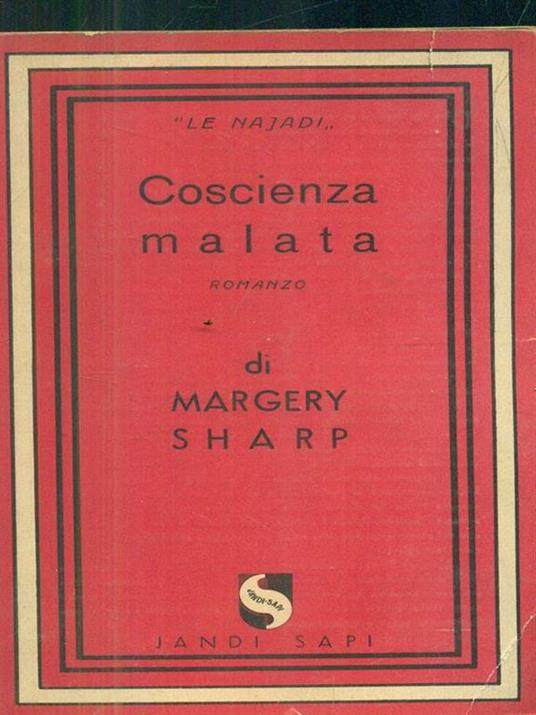 "LE NAJADI„
Coscienza
malata
ROMANZO
di
MARGERY
SHARP
JANDI-SAPI
JANDI SAPI